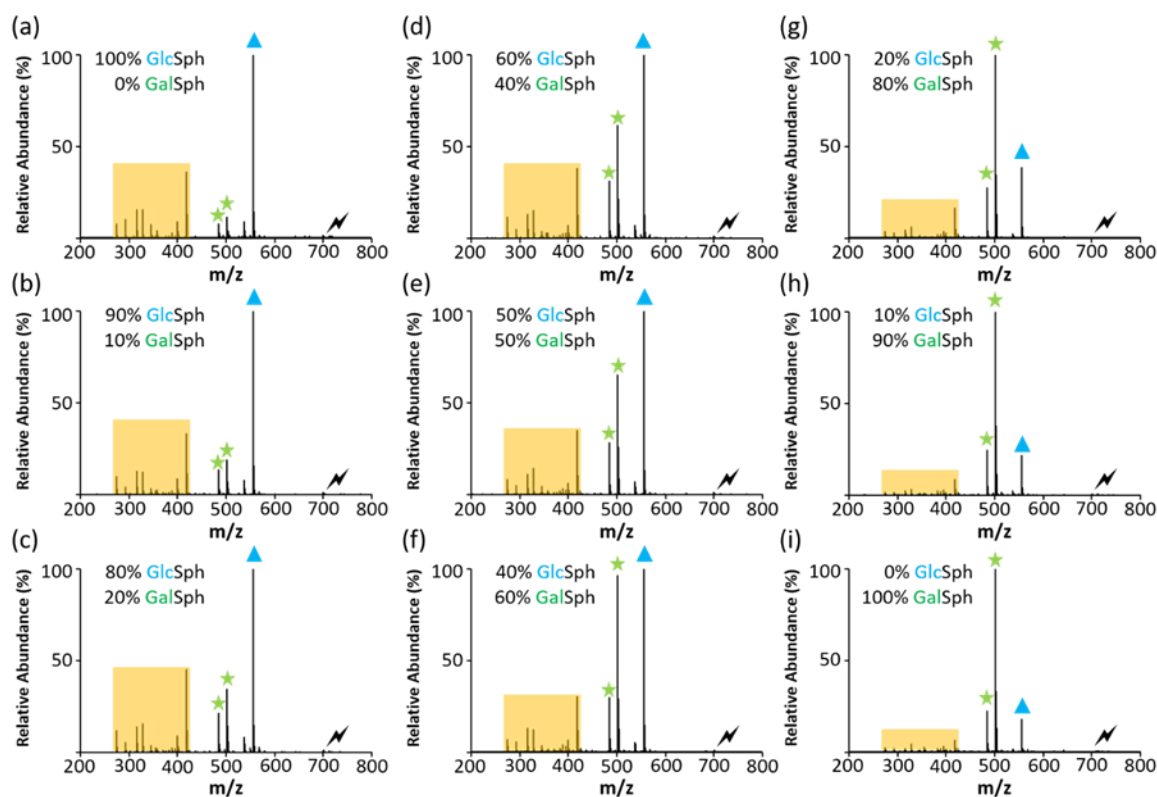 (a)
100% GlcSph
0% GalSph
Relative Abundance (%)
100
50
200 300 400 500 600 700 800
m/z
(d)
60% GlcSph
40% GalSph
Relative Abundance (%)
100
50
200 300 400 500 600 700 800
m/z
(g)
20% GlcSph
80% GalSph
Relative Abundance (%)
100
50
200 300 400 500 600 700 800
m/z
(b)
90% GlcSph
10% GalSph
Relative Abundance (%)
100
50
200 300 400 500 600 700 800
m/z
(e)
50% GlcSph
50% GalSph
Relative Abundance (%)
100
50
200 300 400 500 600 700 800
m/z
(h)
10% GlcSph
90% GalSph
Relative Abundance (%)
100
50
200 300 400 500 600 700 800
m/z
(c)
80% GlcSph
20% GalSph
Relative Abundance (%)
100
50
200 300 400 500 600 700 800
m/z
(f)
40% GlcSph
60% GalSph
Relative Abundance (%)
100
50
200 300 400 500 600 700 800
m/z
(i)
0% GlcSph
100% GalSph
Relative Abundance (%)
100
50
200 300 400 500 600 700 800
m/z